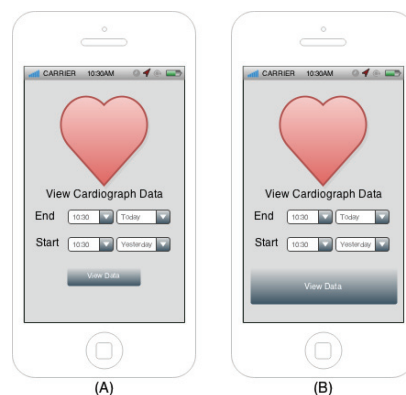 CARRIER 10:30AM
View Cardiograph Data
End 10:30 Today
Start 10:30 Yesterday
View Data
(A)
CARRIER 10:30AM
View Cardiograph Data
End 10:30 Today
Start 10:30 Yesterday
View Data
(B)